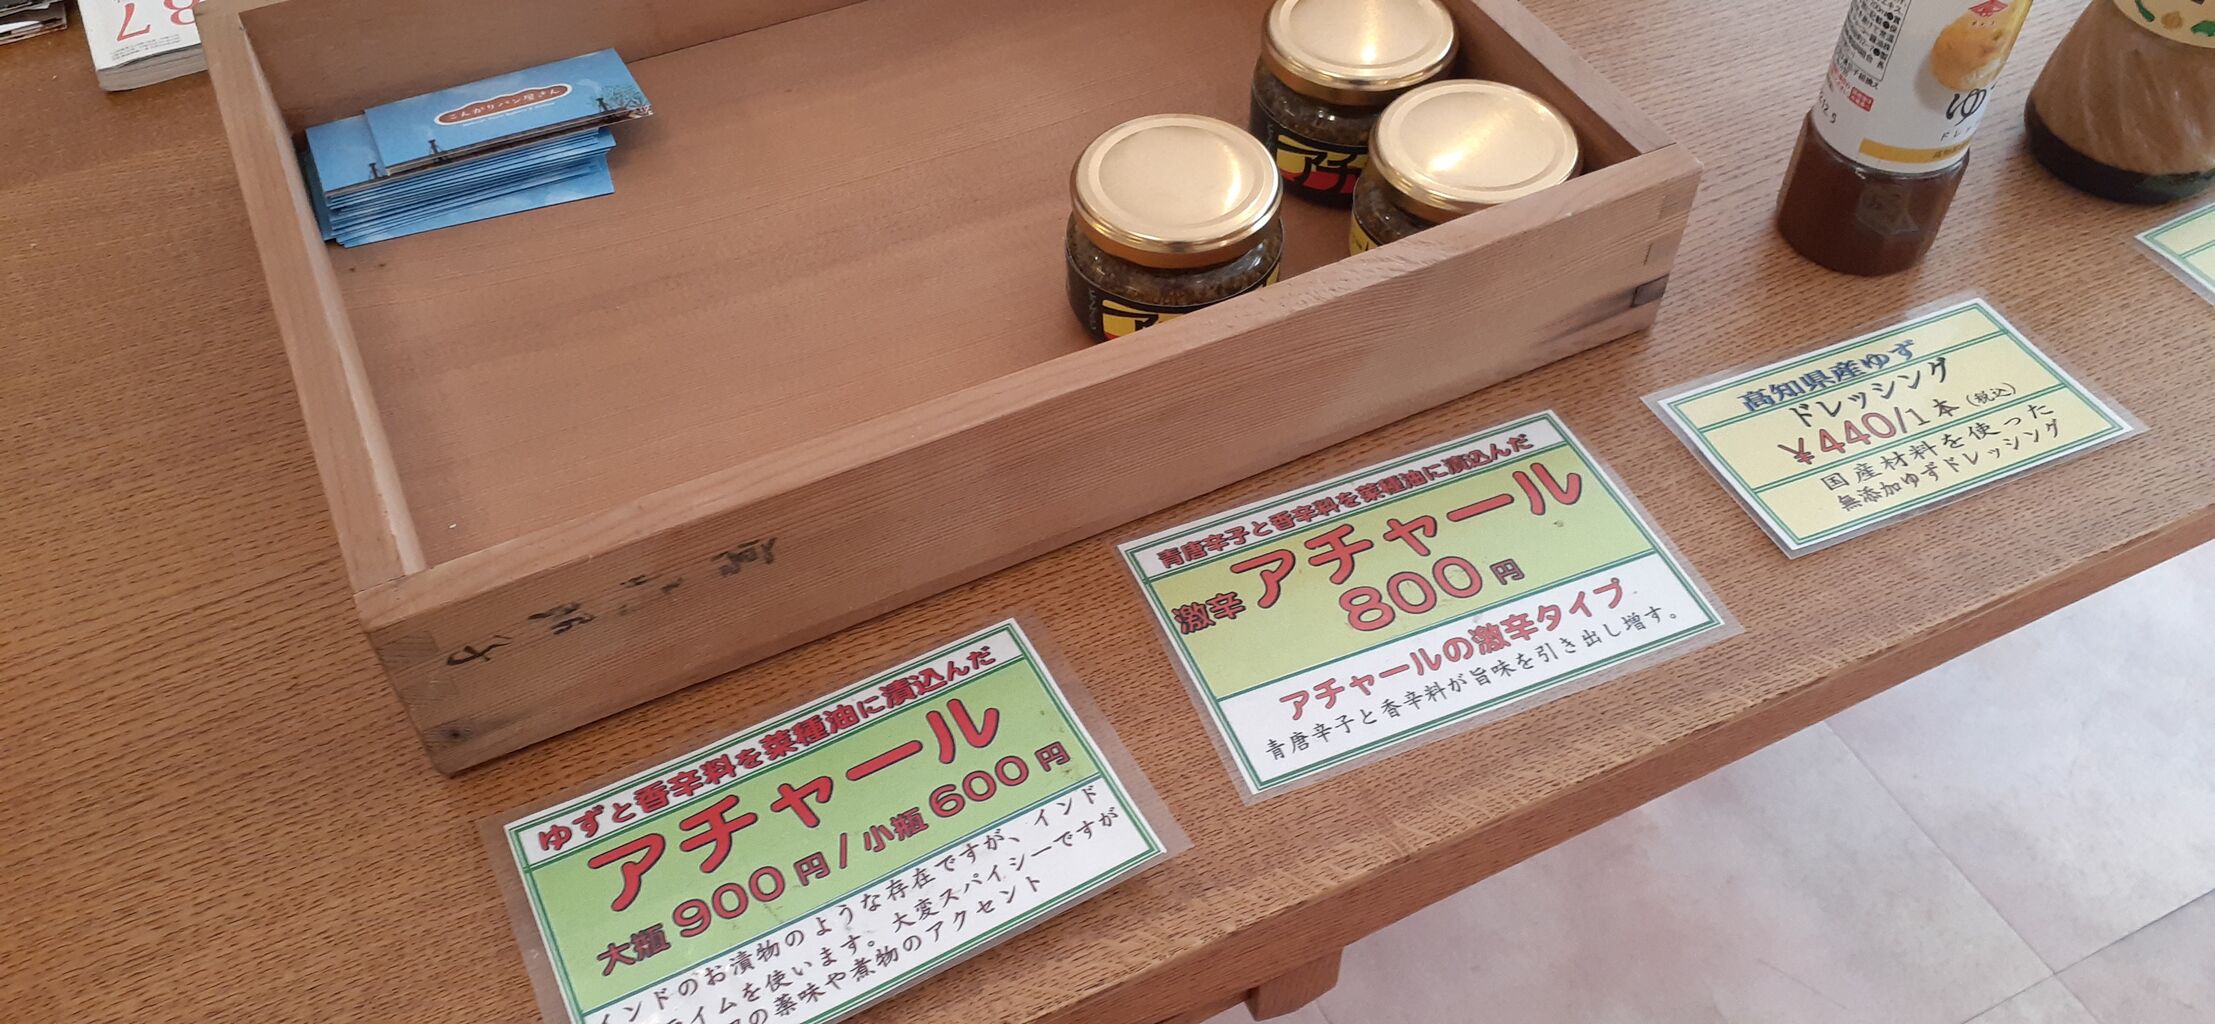 こんがりパン屋さん
アチ
ゆ
ドレッ
ゆずと香辛料を菜種油に漬込んだ
アチャール
大瓶900円/小瓶600円
インドのお漬物のような存在ですが、インド
イムを使います。大変スパイシーですが
の薬味や煮物のアクセント
青唐辛子と香辛料を菜種油に漬込んだ
激辛アチャール
800円
アチャールの激辛タイプ
青唐辛子と香辛料が旨味を引き出し増す。
高知県産ゆず
ドレッシング
¥440/1本(税込)
国産材料を使った
無添加ゆずドレッシング